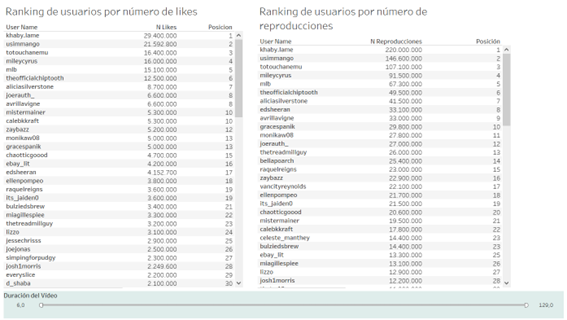 Ranking de usuarios por número de likes
User Name N Likes Posicion
khaby.lame 29.400.000 1
usimmango 21.592.800 2
totouchanemu 16.400.000 3
mileycyrus 16.000.000 4
mlb 15.100.000 5
theofficialchiptooth 12.500.000 6
aliciasilverstone 8.700.000 7
joerauth_ 6.600.000 8
avrillavigne 6.600.000 8
mistermainer 5.300.000 10
calebkkraft 5.300.000 10
zaybazz 5.200.000 12
monikaw08 5.000.000 13
gracespanik 5.000.000 13
chaotticgoood 4.700.000 15
ebay_lit 4.200.000 16
edsheeran 4.152.700 17
ellenpompeo 3.800.000 18
raquelreigns 3.600.000 19
its_jaiden0 3.600.000 19
bulziedsbrew 3.400.000 21
miagillespiee 3.300.000 22
thetreadmillguy 3.200.000 23
lizzo 3.100.000 24
jessechrisss 2.900.000 25
joejonas 2.500.000 26
simpingforpudgy 2.300.000 27
josh1morris 2.249.600 28
everyslice 2.200.000 29
d_shaba 2.100.000 30
Ranking de usuarios por número de
reproducciones
User Name N Reproducciones Posición
khaby.lame 220.000.000 1
usimmango 146.600.000 2
totouchanemu 107.100.000 3
mileycyrus 91.500.000 4
mlb 67.300.000 5
theofficialchiptooth 49.500.000 6
aliciasilverstone 41.500.000 7
edsheeran 33.100.000 8
avrillavigne 33.000.000 9
gracespanik 29.800.000 10
monikaw08 27.800.000 11
joerauth_ 27.000.000 12
thetreadmillguy 26.000.000 13
bellapoarch 25.400.000 14
raquelreigns 23.000.000 15
zaybazz 22.900.000 16
vancityreynolds 22.100.000 17
ellenpompeo 21.700.000 18
its_jaiden0 21.500.000 19
chaotticgoood 20.600.000 20
mistermainer 19.500.000 21
calebkkraft 17.800.000 22
celeste_manthey 14.400.000 23
bulziedsbrew 14.400.000 23
ebay_lit 13.300.000 25
miagillespiee 13.100.000 26
lizzo 12.900.000 27
josh1morris 12.200.000 28
Duración del Vídeo
6,0 129,0